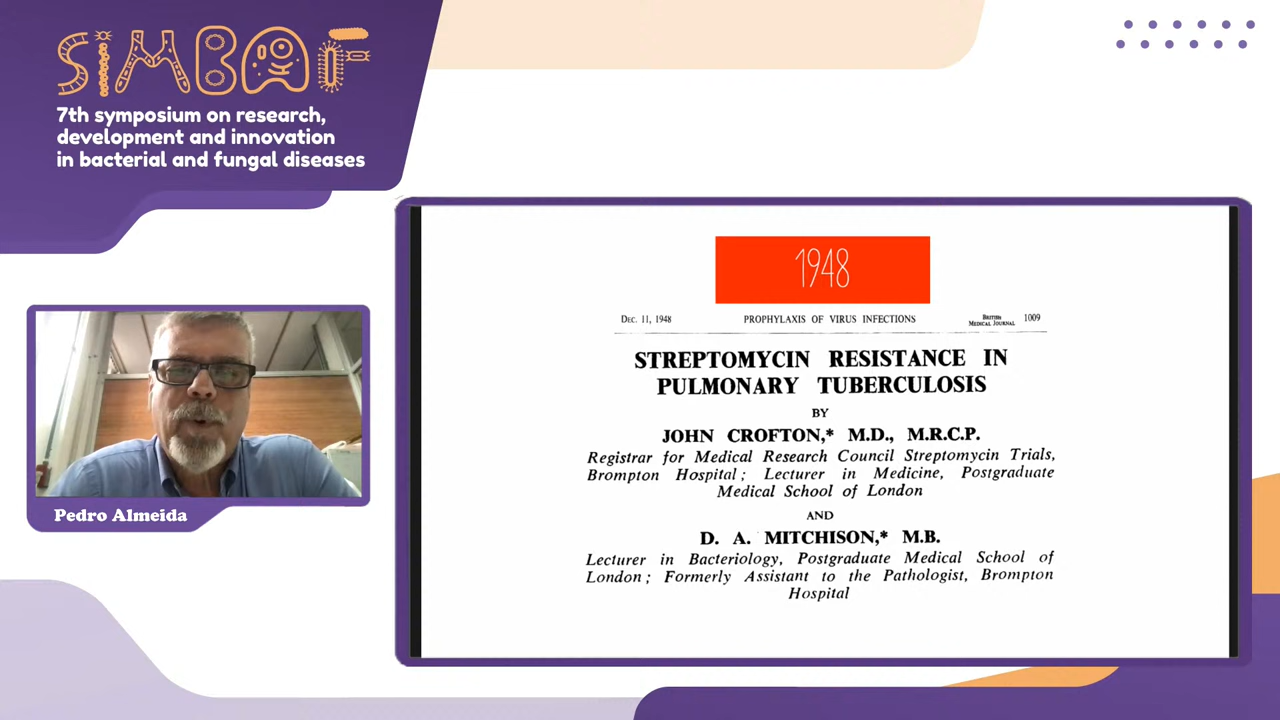 SIMBAF
7th symposium on research,
development and innovation
in bacterial and fungal diseases
Pedro Almeida
1948
DEC. 11, 1948 PROPHYLAXIS OF VIRUS INFECTIONS BRITISH MEDICAL JOURNAL 1009
STREPTOMYCIN RESISTANCE IN
PULMONARY TUBERCULOSIS
BY
JOHN CROFTON,* M.D., M.R.C.P.
Registrar for Medical Research Council Streptomycin Trials,
Brompton Hospital; Lecturer in Medicine, Postgraduate
Medical School of London
AND
D. A. MITCHISON,* M.B.
Lecturer in Bacteriology, Postgraduate Medical School of
London; Formerly Assistant to the Pathologist, Brompton
Hospital